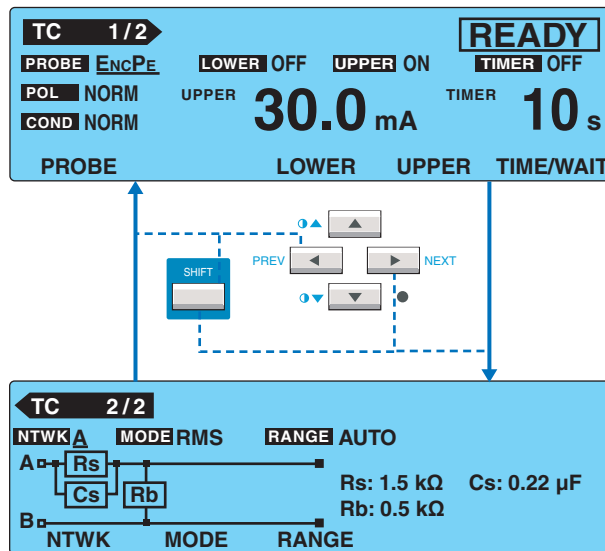 TC 1/2 READY
PROBE ENCPE LOWER OFF UPPER ON TIMER OFF
POL NORM UPPER 30.0 mA TIMER 10 s
COND NORM
PROBE LOWER UPPER TIME/WAIT
SHIFT PREV NEXT
TC 2/2
NTWK A MODE RMS RANGE AUTO
A Rs
Cs Rb
Rs: 1.5 kΩ Cs: 0.22 µF
Rb: 0.5 kΩ
B
NTWK MODE RANGE